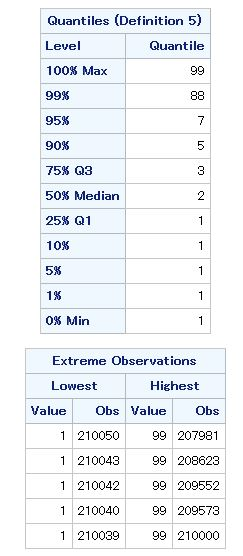 Quantiles (Definition 5)
Level Quantile
100% Max 99
99% 88
95% 7
90% 5
75% Q3 3
50% Median 2
25% Q1 1
10% 1
5% 1
1% 1
0% Min 1
Extreme Observations
Lowest Highest
Value Obs Value Obs
1 210050 99 207981
1 210043 99 208623
1 210042 99 209552
1 210040 99 209573
1 210039 99 210000